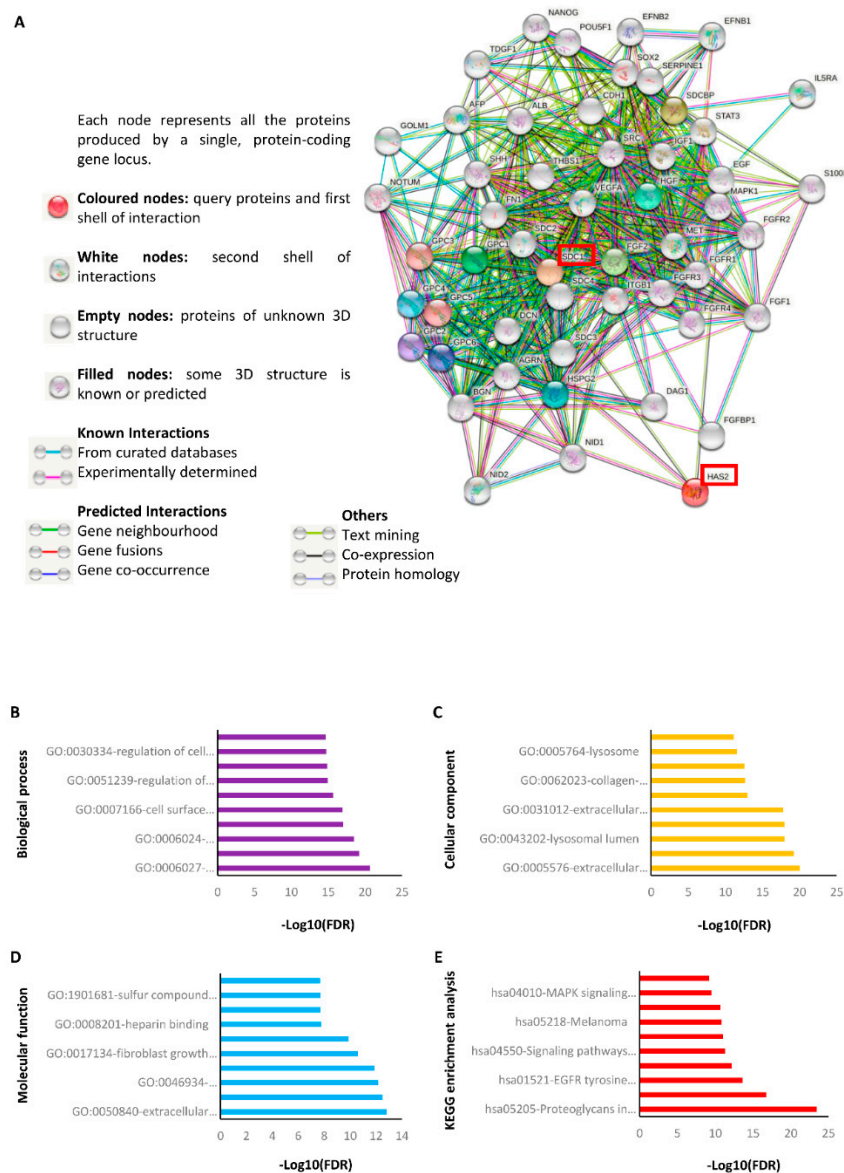 A
Each node represents all the proteins
produced by a single, protein-coding
gene locus.
Coloured nodes: query proteins and first
shell of interaction
White nodes: second shell of
interactions
Empty nodes: proteins of unknown 3D
structure
Filled nodes: some 3D structure is
known or predicted
Known Interactions
From curated databases
Experimentally determined
Predicted Interactions
Gene neighbourhood
Gene fusions
Gene co-occurrence
Others
Text mining
Co-expression
Protein homology
NANOG
POU5F1
EFNB2
EFNB1
TDGF1
SOX2
SERPINE1
IL5RA
CDH1
SDCBP
AFP
ALB
STAT3
GOLM1
SRC
IGF1
SHH
THBS1
EGF
S100
NOTUM
VEGFA
HGF
MAPK1
FN1
FGFR2
SDC2
MET
GPC3
GPC1
SDC1
FGF2
FGFR1
GPC4
GPC5
SDC4
ITGB1
FGFR3
FGF1
GPC2
GPC6
DCN
SDC3
FGFR4
AGRN
HSPG2
BGN
DAG1
FGFBP1
NID1
NID2
HAS2
B
Biological process
GO:0030334-regulation of cell...
GO:0051239-regulation of...
GO:0007166-cell surface...
GO:0006024-...
GO:0006027-...
0 5 10 15 20 25
-Log10(FDR)
C
Cellular component
GO:0005764-lysosome
GO:0062023-collagen-...
GO:0031012-extracellular...
GO:0043202-lysosomal lumen
GO:0005576-extracellular...
0 5 10 15 20 25
-Log10(FDR)
D
Molecular function
GO:1901681-sulfur compound...
GO:0008201-heparin binding
GO:0017134-fibroblast growth...
GO:0046934-...
GO:0050840-extracellular...
0 2 4 6 8 10 12 14
-Log10(FDR)
E
KEGG enrichment analysis
hsa04010-MAPK signaling...
hsa05218-Melanoma
hsa04550-Signaling pathways...
hsa01521-EGFR tyrosine...
hsa05205-Proteoglycans in...
0 5 10 15 20 25
-Log10(FDR)